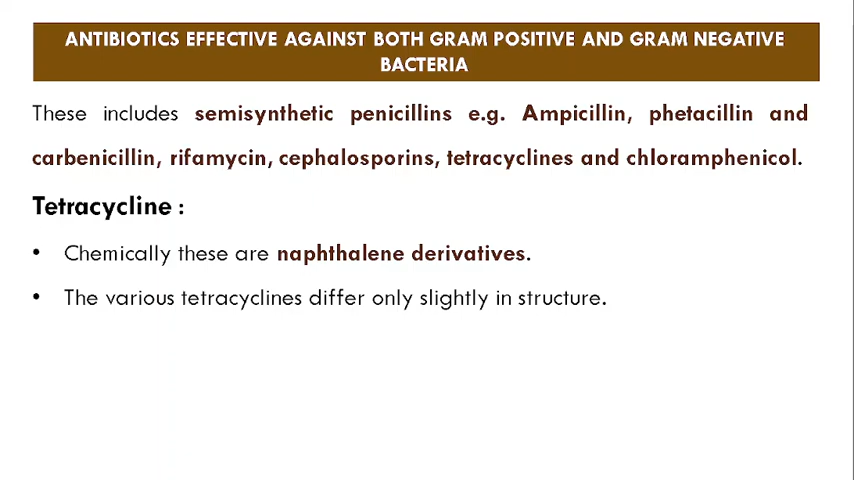 ANTIBIOTICS EFFECTIVE AGAINST BOTH GRAM POSITIVE AND GRAM NEGATIVE
BACTERIA
These includes semisynthetic penicillins e.g. Ampicillin, phetacillin and
carbenicillin, rifamycin, cephalosporins, tetracyclines and chloramphenicol.
Tetracycline :
• Chemically these are naphthalene derivatives.
• The various tetracyclines differ only slightly in structure.